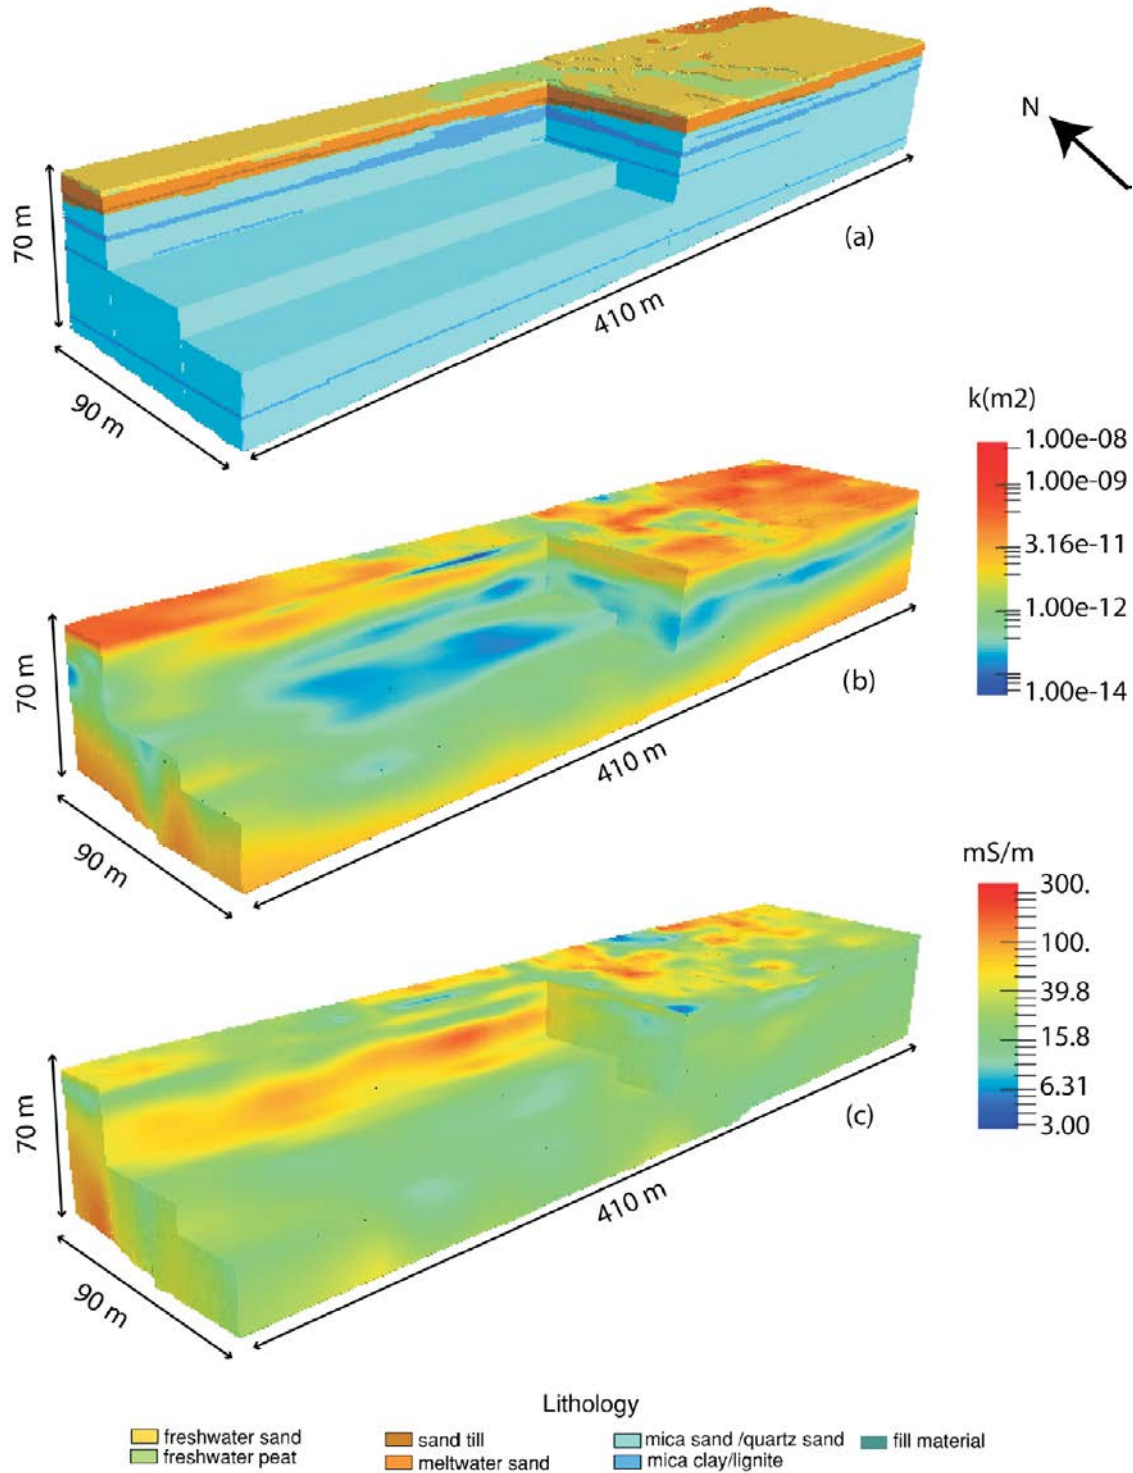 N
70 m
(a)
410 m
90 m
k(m2)
1.00e-08
1.00e-09
3.16e-11
1.00e-12
1.00e-14
70 m
(b)
410 m
90 m
mS/m
300.
100.
39.8
15.8
6.31
3.00
70 m
(c)
410 m
90 m
Lithology
freshwater sand
freshwater peat
sand till
meltwater sand
mica sand /quartz sand
mica clay/lignite
fill material